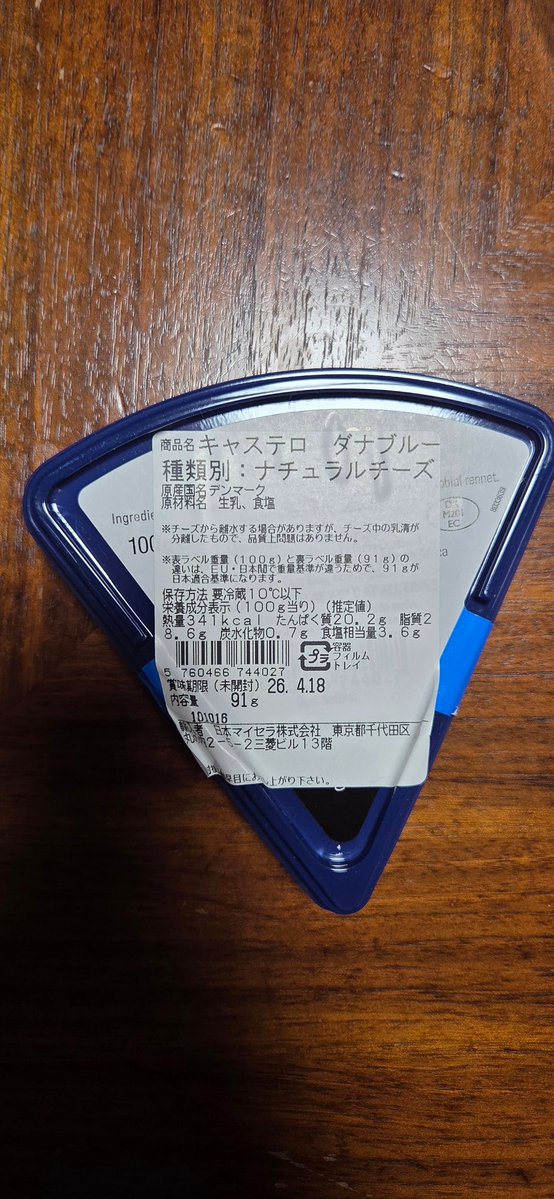 商品名 キャステロ ダナブルー
種類別:ナチュラルチーズ
原産国名 デンマーク
原材料名 生乳、食塩
※チーズから離水する場合がありますが、チーズ中の乳清が
分離したもので、品質上問題はありません。
※表ラベル重量(100g)と裏ラベル重量(91g)の
違いは、EU・日本間で重量基準が違うためで、91gが
日本適合基準になります。
保存方法 要冷蔵10℃以下
栄養成分表示(100g当り)(推定値)
熱量341kcal たんぱく質20.2g 脂質2
8.6g 炭水化物0.7g 食塩相当量3.6g
プラ
容器
フィルム
トレイ
5 760466 744027
賞味期限(未開封) 26. 4.18
内容量 91g
101016
者 日本マイセラ株式会社 東京都千代田区
2三菱ビル13階
上がり下さい。
Ingredie
100
obial rennet.
M201
EC